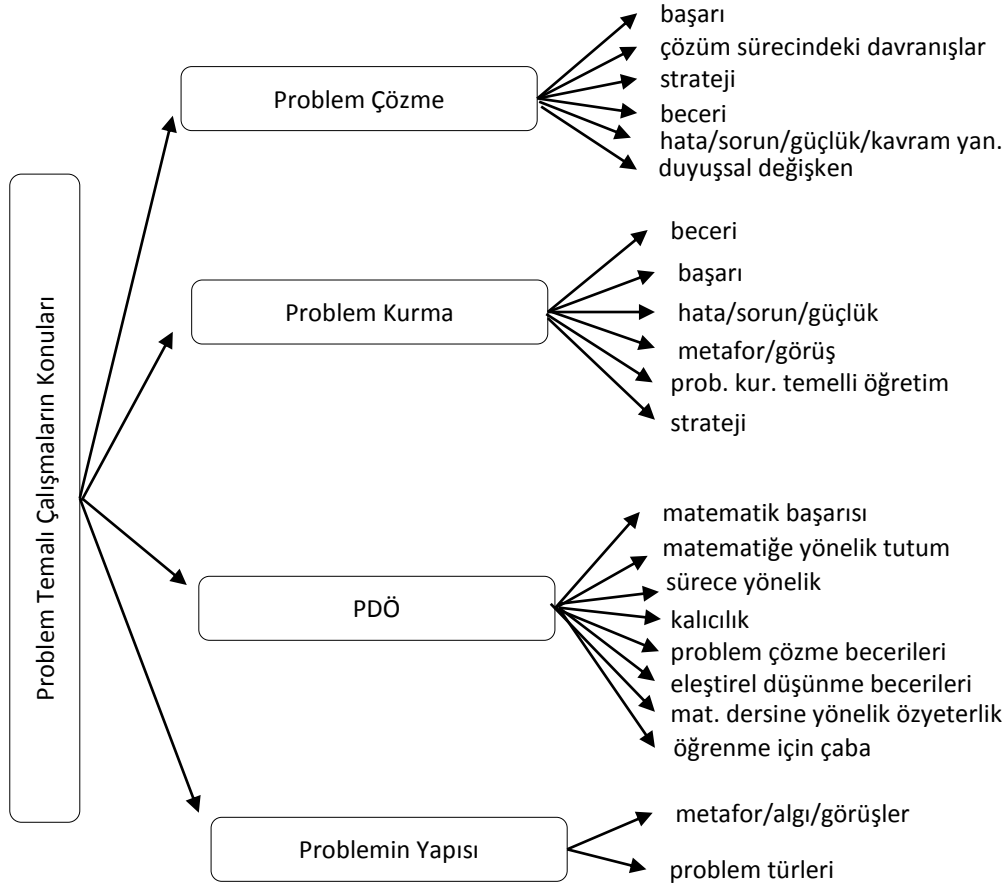 Problem Temalı Çalışmaların Konuları
Problem Çözme
başarı
çözüm sürecindeki davranışlar
strateji
beceri
hata/sorun/güçlük/kavram yan.
duyuşsal değişken
Problem Kurma
beceri
başarı
hata/sorun/güçlük
metafor/görüş
prob. kur. temelli öğretim
strateji
PDÖ
matematik başarısı
matematiğe yönelik tutum
sürece yönelik
kalıcılık
problem çözme becerileri
eleştirel düşünme becerileri
mat. dersine yönelik özyeterlik
öğrenme için çaba
Problemin Yapısı
metafor/algı/görüşler
problem türleri